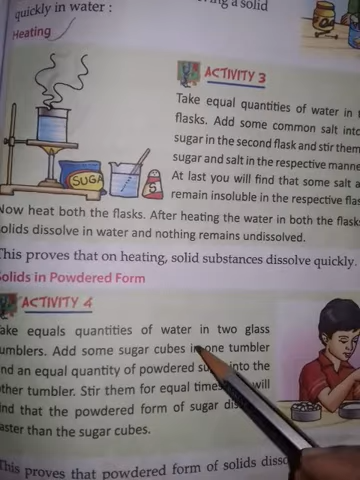 quickly in water :
ving a solid
Heating
ACTIVITY 3
Take equal quantities of water in
flasks. Add some common salt into
sugar in the second flask and stir them
sugar and salt in the respective manne
At last you will find that some salt a
remain insoluble in the respective flas
SUGA
S
Now heat both the flasks. After heating the water in both the flask
olids dissolve in water and nothing remains undissolved.
This proves that on heating, solid substances dissolve quickly.
Solids in Powdered Form
ACTIVITY 4
ake equals quantities of water in two glass
umblers. Add some sugar cubes in one tumbler
nd an equal quantity of powdered su into the
ther tumbler. Stir them for equal times will
nd that the powdered form of sugar dis
aster than the sugar cubes.
This proves that powdered form of solids disso